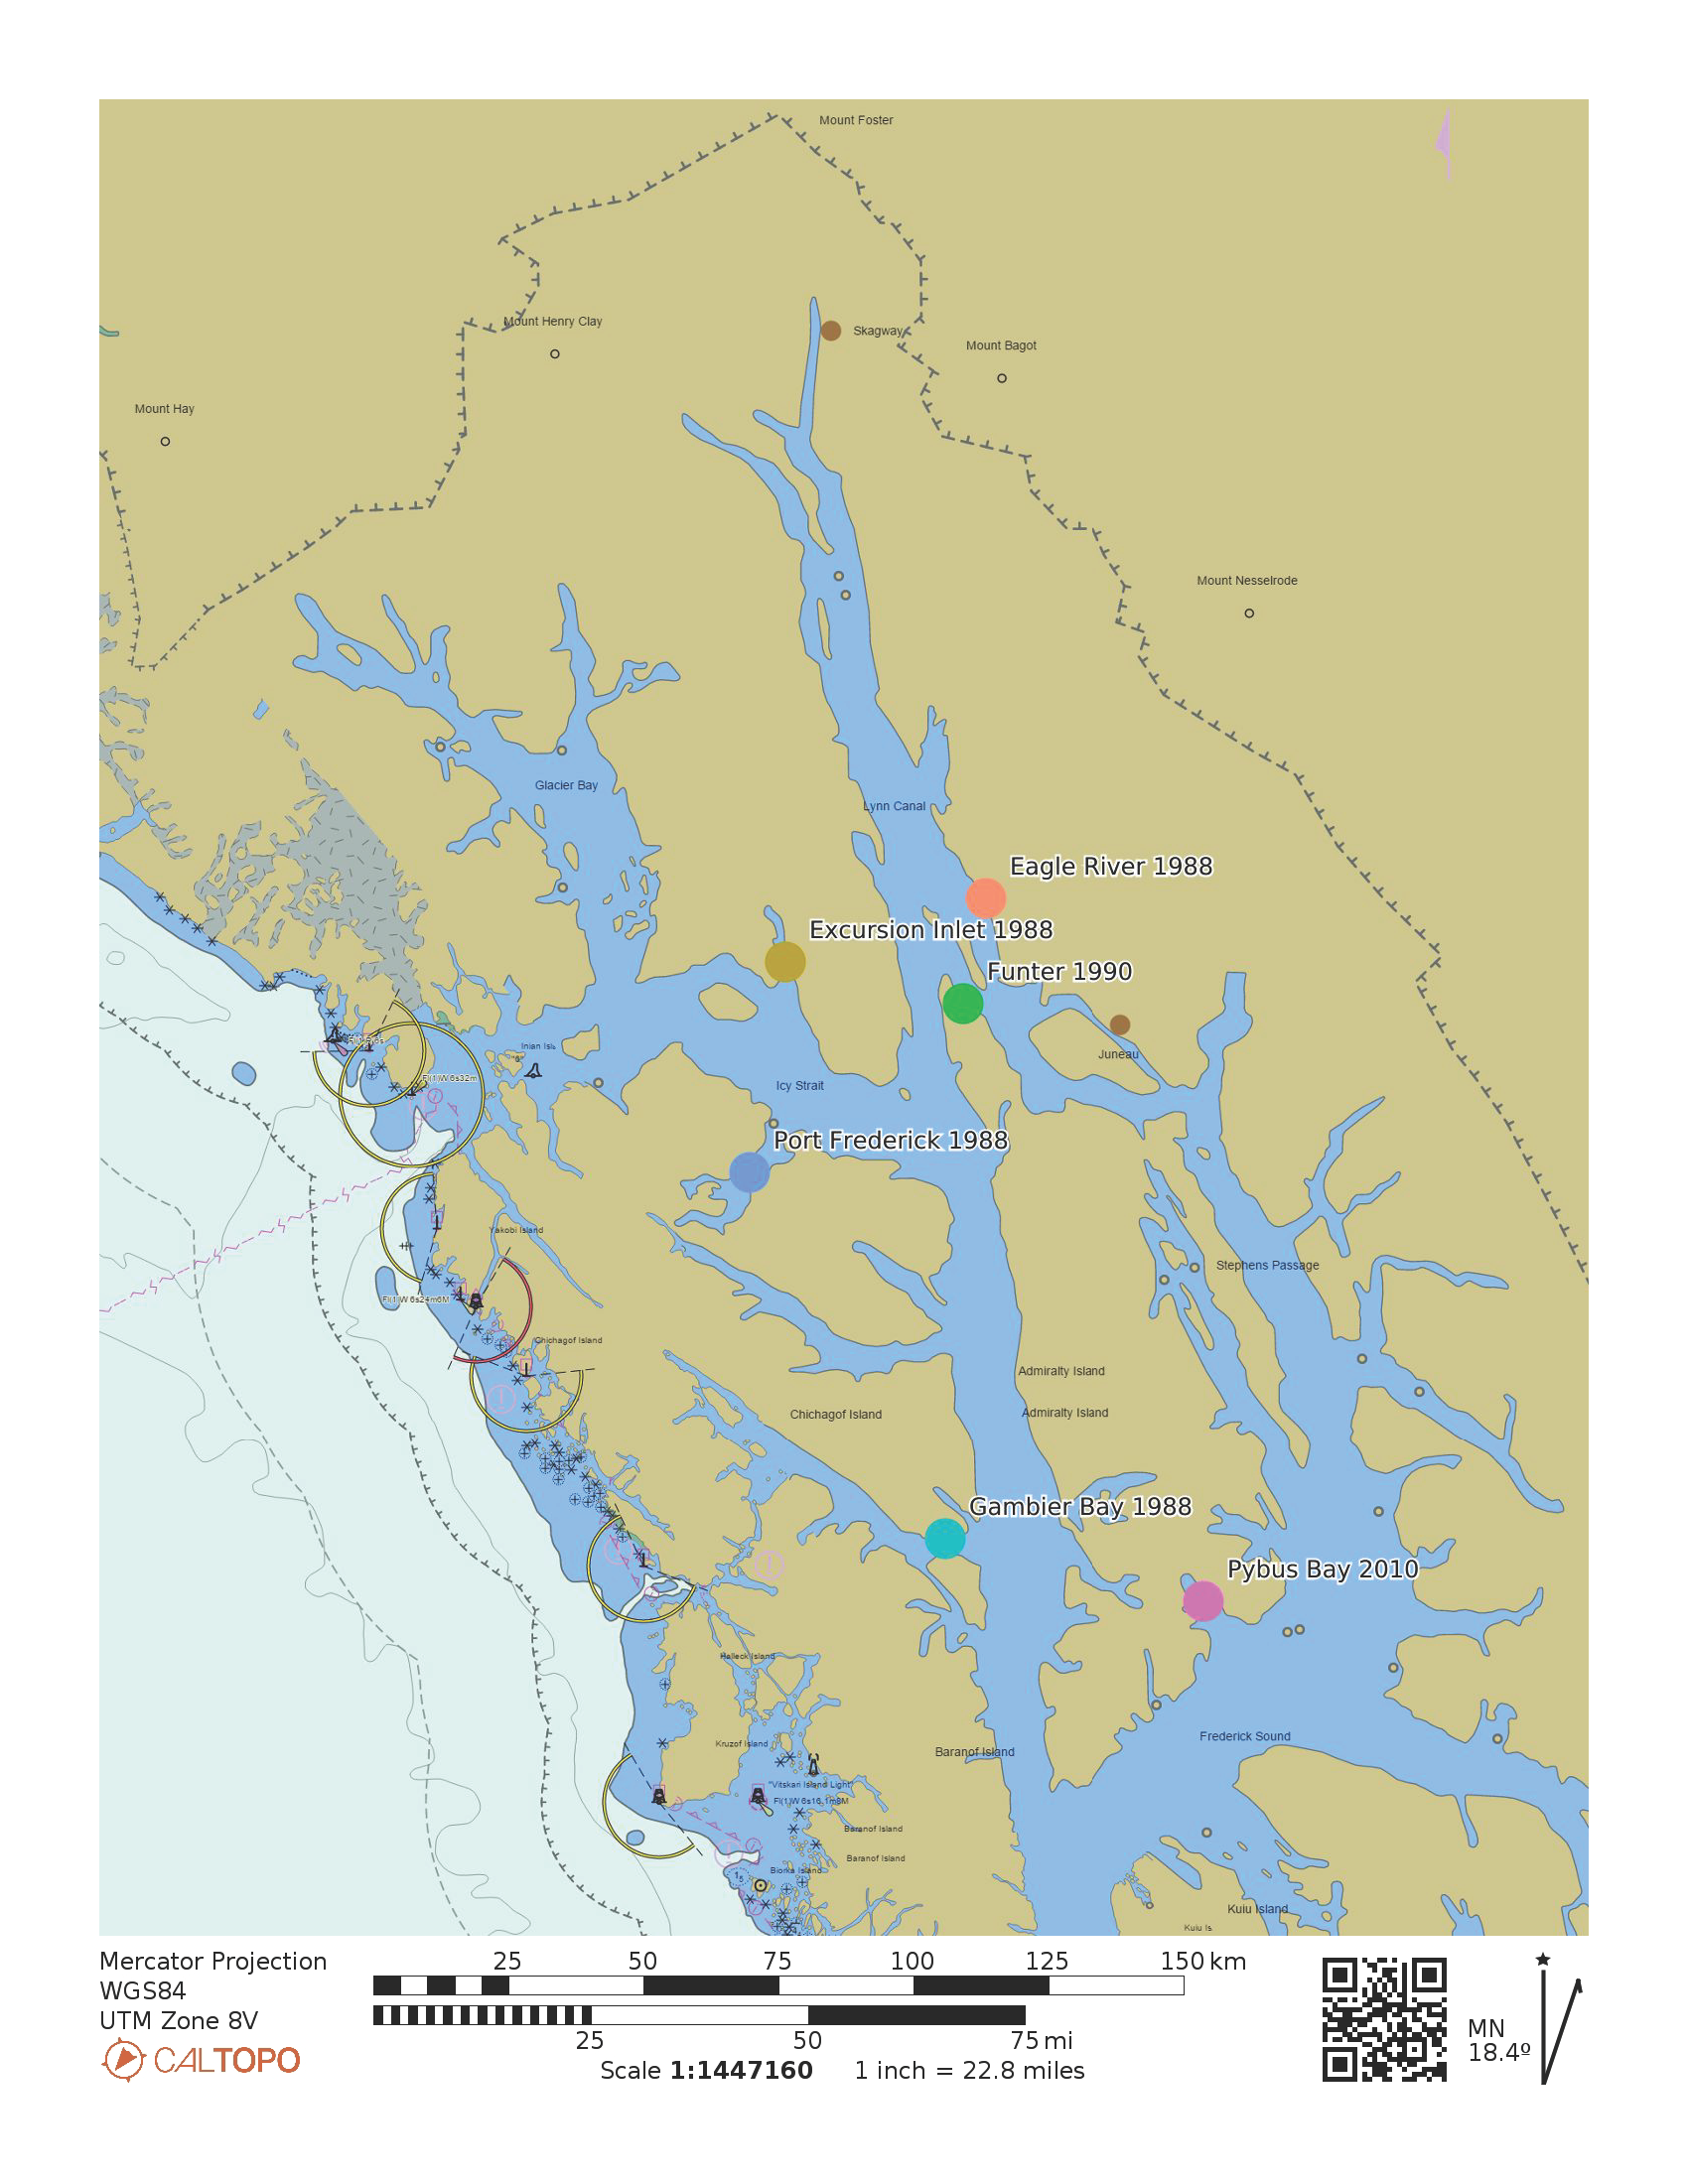 Mount Foster
Mount Henry Clay
Skagway
Mount Bagot
Mount Hay
Mount Nesselrode
Glacier Bay
Lynn Canal
Eagle River 1988
Excursion Inlet 1988
Funter 1990
Juneau
Inian Isl
Fl(1)W 6s32m
Icy Strait
Port Frederick 1988
Yakobi Island
Stephens Passage
Fl(1)W 6s24m6M
Chichagof Island
Admiralty Island
Chichagof Island
Admiralty Island
Gambier Bay 1988
Pybus Bay 2010
Halleck Island
Kruzof Island
Baranof Island
Frederick Sound
"Vitskari Island Light"
Fl(1)W 6s16.1m8M
Baranof Island
Baranof Island
Biorka Island
Kuiu Island
Kuiu Is
Mercator Projection
WGS84
UTM Zone 8V
CALTOPO
25 50 75 100 125 150 km
25 50 75 mi
Scale 1:1447160 1 inch = 22.8 miles
MN
18.4º